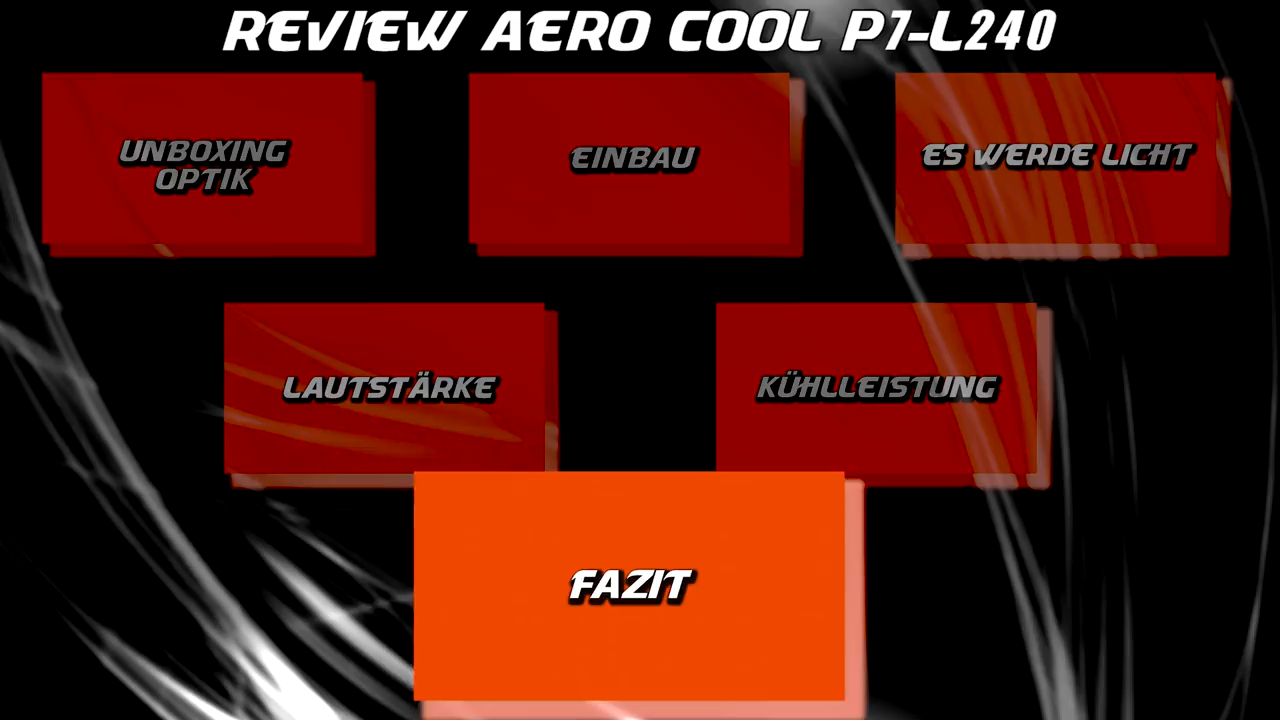 REVIEW AERO COOL P7-L240
UNBOXING
OPTIK
EINBAU
ES WERDE LICHT
LAUTSTÄRKE
KÜHLLEISTUNG
FAZIT